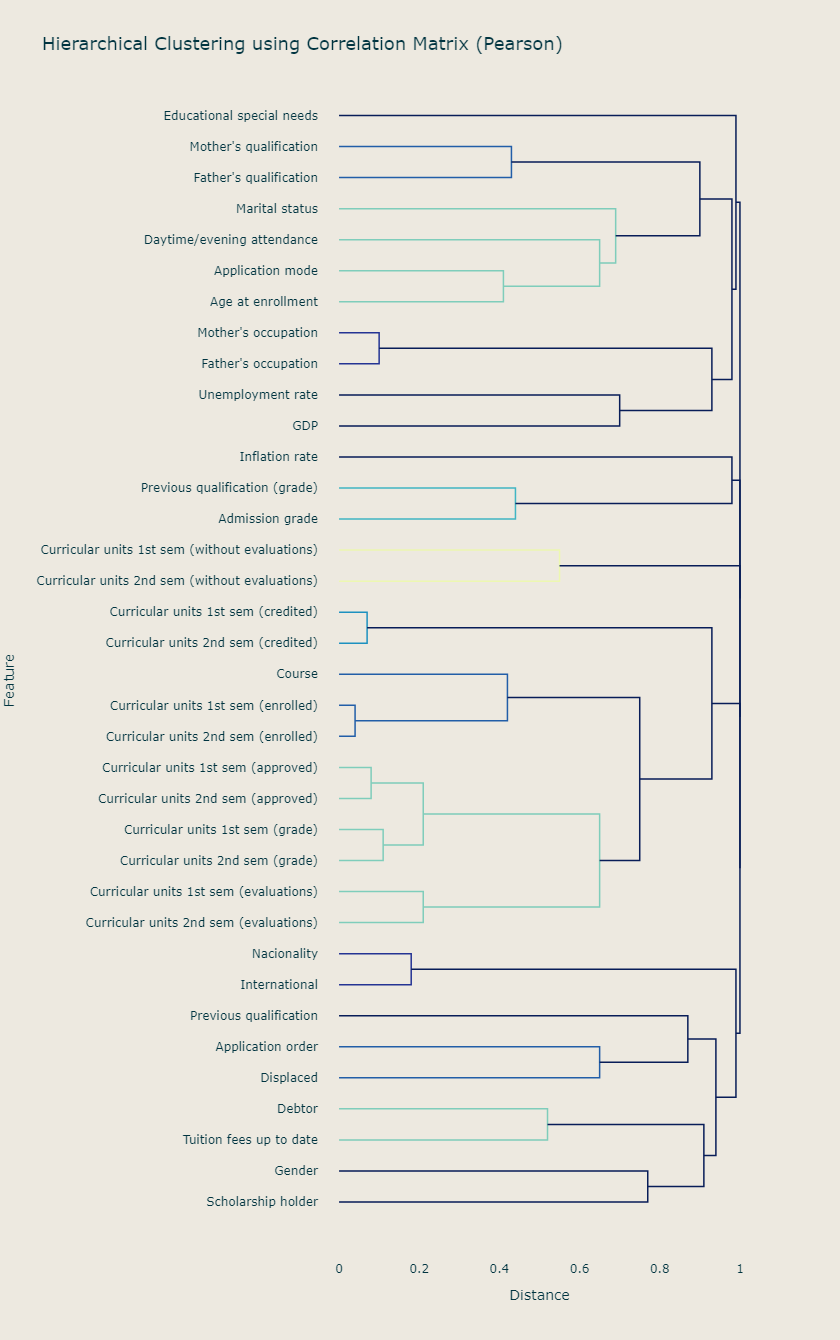 Hierarchical Clustering using Correlation Matrix (Pearson)
Educational special needs
Mother's qualification
Father's qualification
Marital status
Daytime/evening attendance
Application mode
Age at enrollment
Mother's occupation
Father's occupation
Unemployment rate
GDP
Inflation rate
Previous qualification (grade)
Admission grade
Curricular units 1st sem (without evaluations)
Curricular units 2nd sem (without evaluations)
Curricular units 1st sem (credited)
Curricular units 2nd sem (credited)
Course
Curricular units 1st sem (enrolled)
Curricular units 2nd sem (enrolled)
Curricular units 1st sem (approved)
Curricular units 2nd sem (approved)
Curricular units 1st sem (grade)
Curricular units 2nd sem (grade)
Curricular units 1st sem (evaluations)
Curricular units 2nd sem (evaluations)
Nacionality
International
Previous qualification
Application order
Displaced
Debtor
Tuition fees up to date
Gender
Scholarship holder
Feature
0 0.2 0.4 0.6 0.8 1
Distance